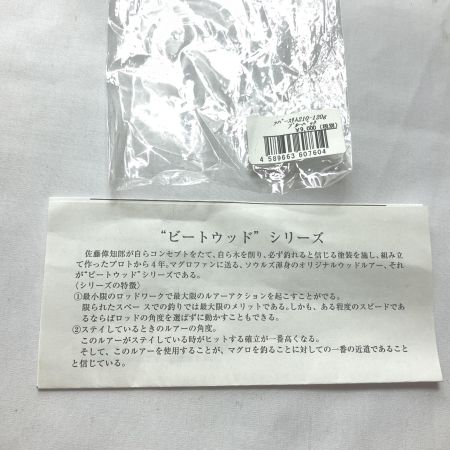 210-120g
¥9,000 (税別)
4 589663 607604
“ビートウッド” シリーズ
佐藤偉知郎が自らコンセプトをたて、自ら木を削り、必ず釣れると信じる塗装を施し、組み立
て作ったプロトから4年。マグロファンに送る、ソウルズ渾身のオリジナルウッドルアー、それ
が“ビートウッド”シリーズである。
〈シリーズの特徴〉
①最小限のロッドワークで最大限のルアーアクションを起こすことがでる。
限られたスペースでの釣りでは最大限のメリットである。しかも、ある程度のスピードであ
るならばロッドの角度を選ばずに動かすこともできる。
②ステイしているときのルアーの角度。
このルアーがステイしている時がヒットする確立が一番高くなる。
そして、このルアーを使用することが、マグロを釣ることに対しての一番の近道であるこ
と信じている。